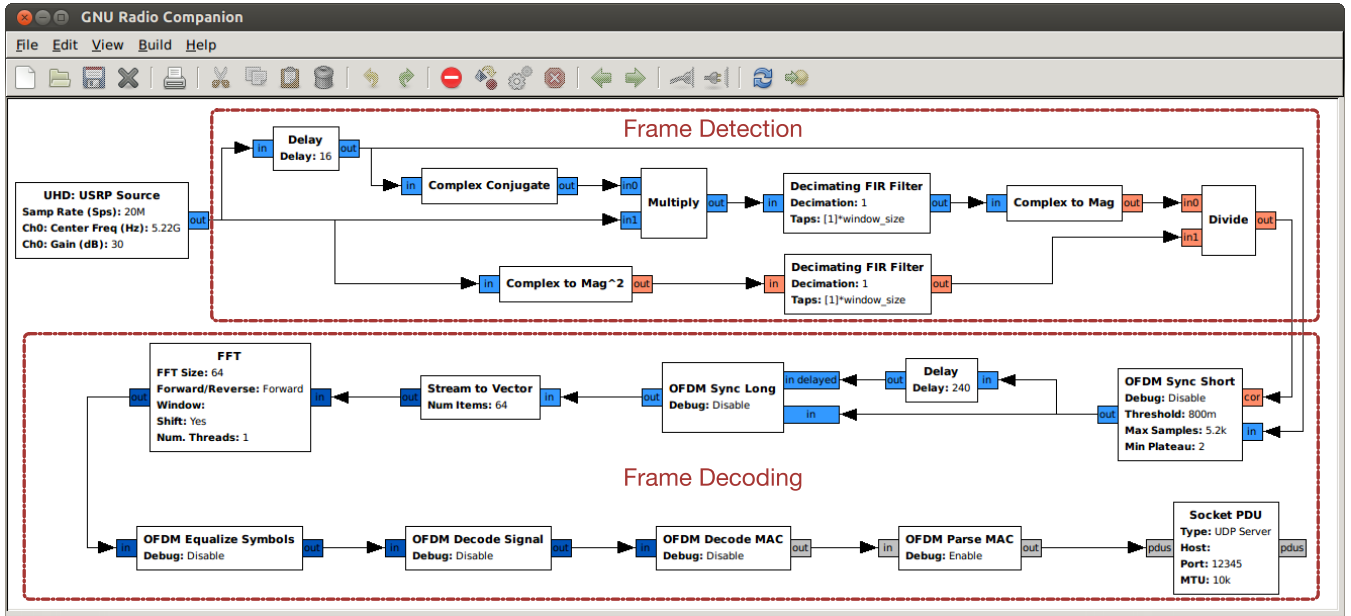 GNU Radio Companion
File Edit View Build Help
Frame Detection
Delay
Delay: 16
in
out
UHD: USRP Source
Samp Rate (Sps): 20M
Ch0: Center Freq (Hz): 5.22G
Ch0: Gain (dB): 30
out
Complex Conjugate
in
out
Multiply
in0
in1
out
Decimating FIR Filter
Decimation: 1
Taps: [1]*window_size
in
out
Complex to Mag
in
out
Divide
in0
in1
out
Complex to Mag^2
in
out
Decimating FIR Filter
Decimation: 1
Taps: [1]*window_size
in
out
FFT
FFT Size: 64
Forward/Reverse: Forward
Window:
Shift: Yes
Num. Threads: 1
out
in
Stream to Vector
Num Items: 64
out
in
OFDM Sync Long
Debug: Disable
out
in delayed
in
Delay
Delay: 240
out
in
OFDM Sync Short
Debug: Disable
Threshold: 800m
Max Samples: 5.2k
Min Plateau: 2
out
cor
in
Frame Decoding
OFDM Equalize Symbols
Debug: Disable
in
out
OFDM Decode Signal
Debug: Disable
in
out
OFDM Decode MAC
Debug: Disable
in
out
OFDM Parse MAC
Debug: Enable
in
out
Socket PDU
Type: UDP Server
Host:
Port: 12345
MTU: 10k
pdus
pdus